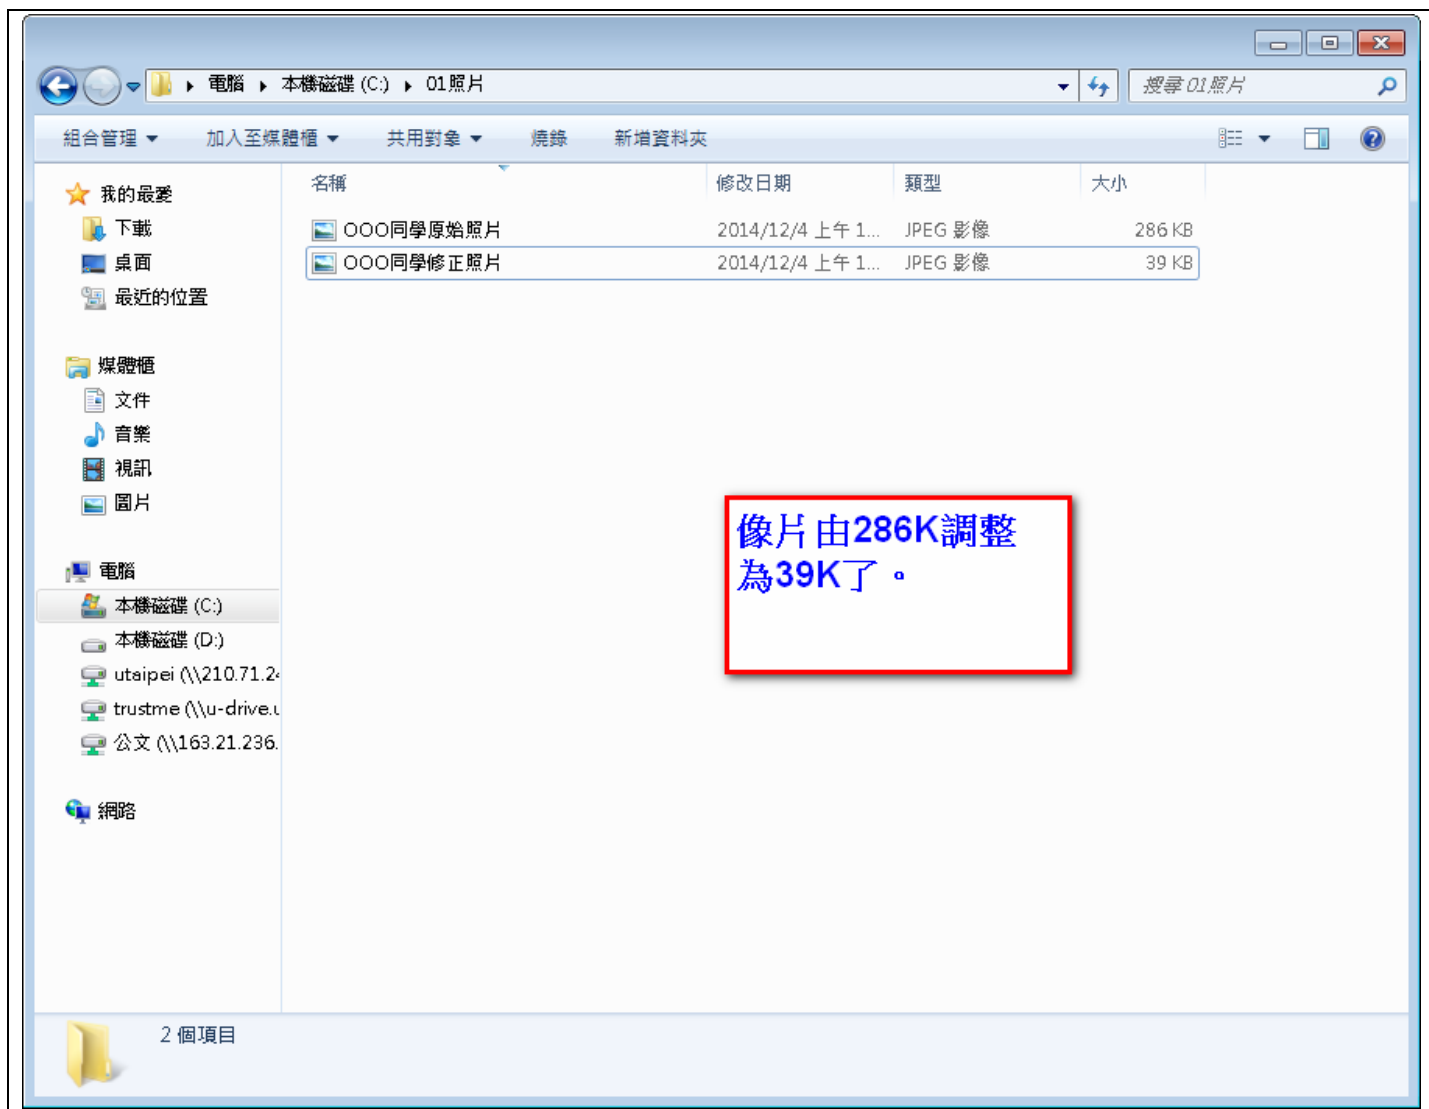 電腦 ▸ 本機磁碟 (C:) ▸ 01照片
搜尋 01照片
組合管理 加入至媒體櫃 共用對象 燒錄 新增資料夾
名稱 修改日期 類型 大小
OOO同學原始照片 2014/12/4 上午 1... JPEG 影像 286 KB
OOO同學修正照片 2014/12/4 上午 1... JPEG 影像 39 KB
我的最愛
下載
桌面
最近的位置
媒體櫃
文件
音樂
視訊
圖片
電腦
本機磁碟 (C:)
本機磁碟 (D:)
utaipei (\\210.71.2
trustme (\\u-drive.u
公文 (\\163.21.236.
網路
像片由286K調整
為39K了。
2 個項目